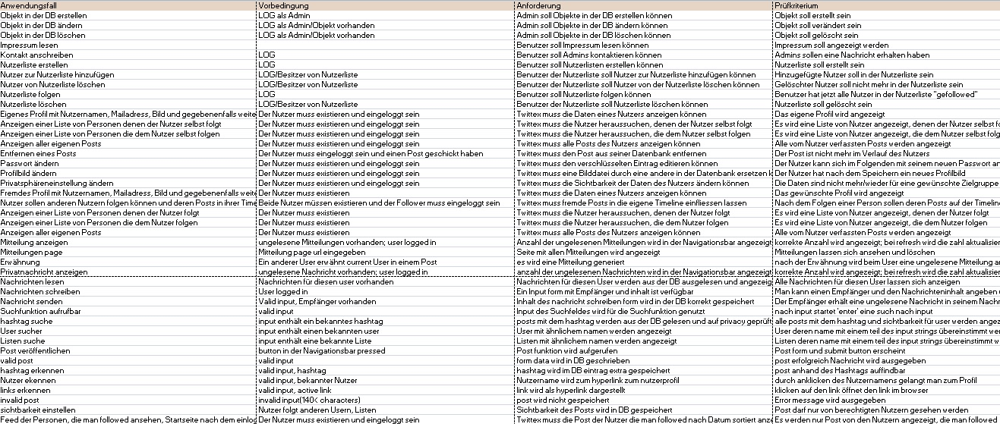 Anwendungsfall Vorbedingung Anforderung Prüfkriterium
Objekt in der DB erstellen LOG als Admin Admin soll Objekte in der DB erstellen können Objekt soll erstellt sein
Objekt in der DB ändern LOG als Admin/Objekt vorhanden Admin soll Objekte in der DB ändern können Objekt soll verändert sein
Objekt in der DB löschen LOG als Admin/Objekt vorhanden Admin soll Objekte in der DB löschen können Objekt soll gelöscht sein
Impressum lesen Benutzer soll Impressum lesen können Impressum soll angezeigt werden
Kontakt anschreiben LOG Benutzer soll Admins kontaktieren können Admins sollen eine Nachricht erhalten haben
Nutzerliste erstellen LOG Benutzer soll Nutzerlisten erstellen können Nutzerliste soll erstellt sein
Nutzer zur Nutzerliste hinzufügen LOG/Besitzer von Nutzerliste Benutzer der Nutzerliste soll Nutzer zur Nutzerliste hinzufügen können Hinzugefügte Nutzer soll in der Nutzerliste sein
Nutzer von Nutzerliste löschen LOG/Besitzer von Nutzerliste Benutzer der Nutzerliste soll Nutzer von der Nutzerliste löschen können Gelöschter Nutzer soll nicht mehr in der Nutzerliste sein
Nutzerliste folgen LOG Benutzer soll Nutzerliste folgen können Benutzer hat jetzt alle Nutzer in der Nutzerliste "gefollowed"
Nutzerliste löschen LOG/Besitzer von Nutzerliste Benutzer der Nutzerliste soll Nutzerliste löschen können Nutzerliste soll gelöscht sein
Eigenes Profil mit Nutzernamen, Mailadress, Bild und gegebenenfalls weite Der Nutzer muss existieren und eingeloggt sein Twittex muss die Daten eines Nutzers anzeigen können Das eigene Profil wird angezeigt
Anzeigen einer Liste von Personen denen der Nutzer selbst folgt Der Nutzer muss existieren und eingeloggt sein Twittex muss die Nutzer heraussuchen, denen der Nutzer selbst folgt Es wird eine Liste von Nutzer angezeigt, denen der Nutzer selbst fo
Anzeigen einer Liste von Personen die dem Nutzer selbst folgen Der Nutzer muss existieren und eingeloggt sein Twittex muss die Nutzer heraussuchen, die dem Nutzer selbst folgen Es wird eine Liste von Nutzer angezeigt, die dem Nutzer selbst folg
Anzeigen aller eigenen Posts Der Nutzer muss existieren und eingeloggt sein Twittex muss alle Posts des Nutzers anzeigen können Alle vom Nutzer verfassten Posts werden angezeigt
Entfernen eines Posts Der Nutzer muss eingeloggt sein und einen Post geschickt haben Twittex muss den Post aus seiner Datenbank entfernen Der Post ist nicht mehr im Verlauf des Nutzers
Passwort ändern Der Nutzer muss existieren und eingeloggt sein Twittex muss den verschlüsselten Eintrag editieren können Der Nutzer kann sich im Folgenden mit seinem neuen Passwort an
Profilbild ändern Der Nutzer muss existieren und eingeloggt sein Twittex muss eine Bilddatei durch eine andere in der Datenbank ersetzen k Der Nutzer hat nach dem Speichern ein neues Profilbild
Privatsphäreneinstellung ändern Der Nutzer muss existieren und eingeloggt sein Twittex muss die Sichtbarkeit der Daten des Nutzers ändern können Die Daten sind nicht mehr/wieder für eine gewünschte Zielgruppe
Fremdes Profil mit Nutzernamen, Mailadress, Bild und gegebenenfalls weite Der Nutzer muss existieren Twittex muss die Daten eines Nutzers anzeigen können Das gewünschte Profil wird angezeigt
Nutzer sollen anderen Nutzern folgen können und deren Posts in ihrer Time Beide Nutzer müssen existieren und der Follower muss eingeloggt sein Twittex muss fremde Posts in die eigene Timeline einfliessen lassen Nach dem Folgen einer Person sollen deren Posts auf der Timelin
Anzeigen einer Liste von Personen denen der Nutzer folgt Der Nutzer muss existieren Twittex muss die Nutzer heraussuchen, denen der Nutzer folgt Es wird eine Liste von Nutzer angezeigt, denen der Nutzer folgt
Anzeigen einer Liste von Personen die dem Nutzer folgen Der Nutzer muss existieren Twittex muss die Nutzer heraussuchen, die dem Nutzer folgen Es wird eine Liste von Nutzer angezeigt, die dem Nutzer folgen
Anzeigen aller eigenen Posts Der Nutzer muss existieren Twittex muss alle Posts des Nutzers anzeigen können Alle vom Nutzer verfassten Posts werden angezeigt
Mitteilung anzeigen ungelesene Mitteilungen vorhanden; user logged in Anzahl der ungelesenen Mitteilungen wird in der Navigationsbar angezeigt korrekte Anzahl wird angezeigt; bei refresh wird die zahl aktualisier
Mitteilungen page Mitteilung page url eingegeben Seite mit allen Mitteilungen wird angezeigt Mitteilungen lassen sich ansehen und löschen
Erwähnung Ein anderer User erwähnt current User in einem Post es wird eine Mitteilung generiert nach der Erwähnung wird beim User eine ungelesene Mitteilung an
Privatnachricht anzeigen ungelesene Nachricht vorhanden; user logged in anzahl der ungelesenen Nachrichten wird in der Navigationsbar angezeigt korrekte Anzahl wird angezeigt; bei refresh wird die zahl aktualisier
Nachrichten lesen Nachrichten für diesen user vorhanden Nachrichten für diesen User werden aus der DB ausgelesen und angezeig Alle Nachrichten für diesen User lassen sich anzeigen
Nachrichten schreiben User logged in Ein Input form mit Empfänger und inhalt ist verfügbar Man kann einen Empfänger und den Nachrichteninhalt angeben
Nachricht senden Valid input, Empfänger vorhanden Inhalt des nachricht schreiben form wird in der DB korrekt gespeichert Der Empfänger erhält eine ungelesene Nachricht in seinem Nachr
Suchfunktion aufrufbar valid input Input des Suchfeldes wird für die Suchfunktion genutzt nach input startet 'enter' eine such nach input
hashtag suche input enthält ein bekanntes hashtag posts mit dem hashtag werden aus der DB gelesen und auf privacy geprüft alle posts mit dem hashtag und sichtbarkeit für user werden angez
User sucher input enthält einen bekannten user User mit ähnlichem namen werden angezeigt User deren name mit einem teil des input strings übereinstimmt we
Listen suche input enthält eine bekannte Liste Listen mit ähnlichem namen werden angezeigt Listen deren name mit einem teil des input strings übereinstimmt w
Post veröffentlichen button in der Navigationsbar pressed Post funktion wird aufgerufen Post form und submit button erscheint
valid post valid input form data wird in DB geschrieben post erfolgreich Nachricht wird ausgegeben
hashtag erkennen valid input, hashtag hashtag wird im DB eintrag extra gespeichert post anhand des Hashtags auffindbar
Nutzer ekennen valid input, bekannter Nutzer Nutzername wird zum hyperlink zum nutzerprofil durch anklicken des Nutzernamens gelangt man zum Profil
links erkennen valid input, active link link wird als hyperlink dargestellt klicken auf den link öffnet den link im browser
invalid post invalid input(140< characters) post wird nicht gespeichert Error message wird ausgegeben
sichtbarkeit einstellen Nutzer folgt anderen Usern, Listen Sichtbarkeit des Posts wird in DB gespeichert Post darf nur von berechtigten Nutzern gesehen werden
Feed der Personen, die man followed ansehen, Startseite nach dem einlog Der Nutzer muss existieren und eingeloggt sein Twittex muss die Post der Nutzer die man followed nach Datum sortiert anz Es werden nur Post von den Nutzern angezeigt, die man followed